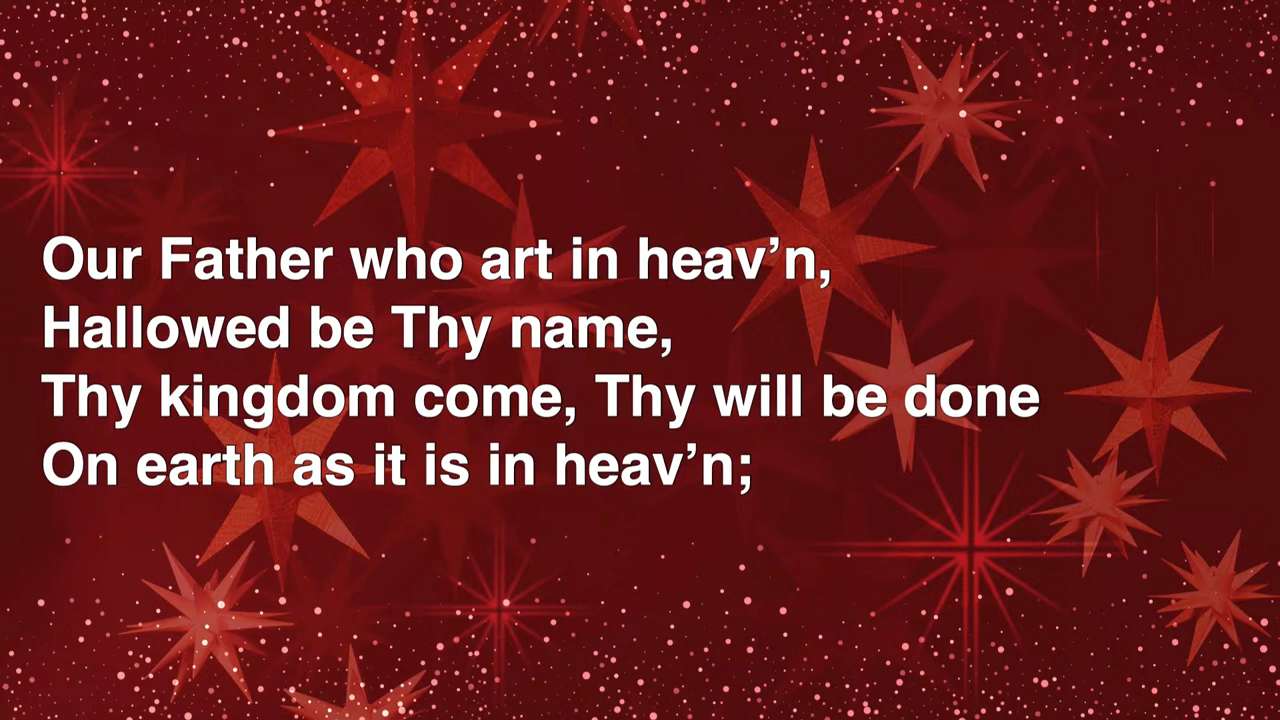 Our Father who art in heav’n,
Hallowed be Thy name,
Thy kingdom come, Thy will be done
On earth as it is in heav’n;